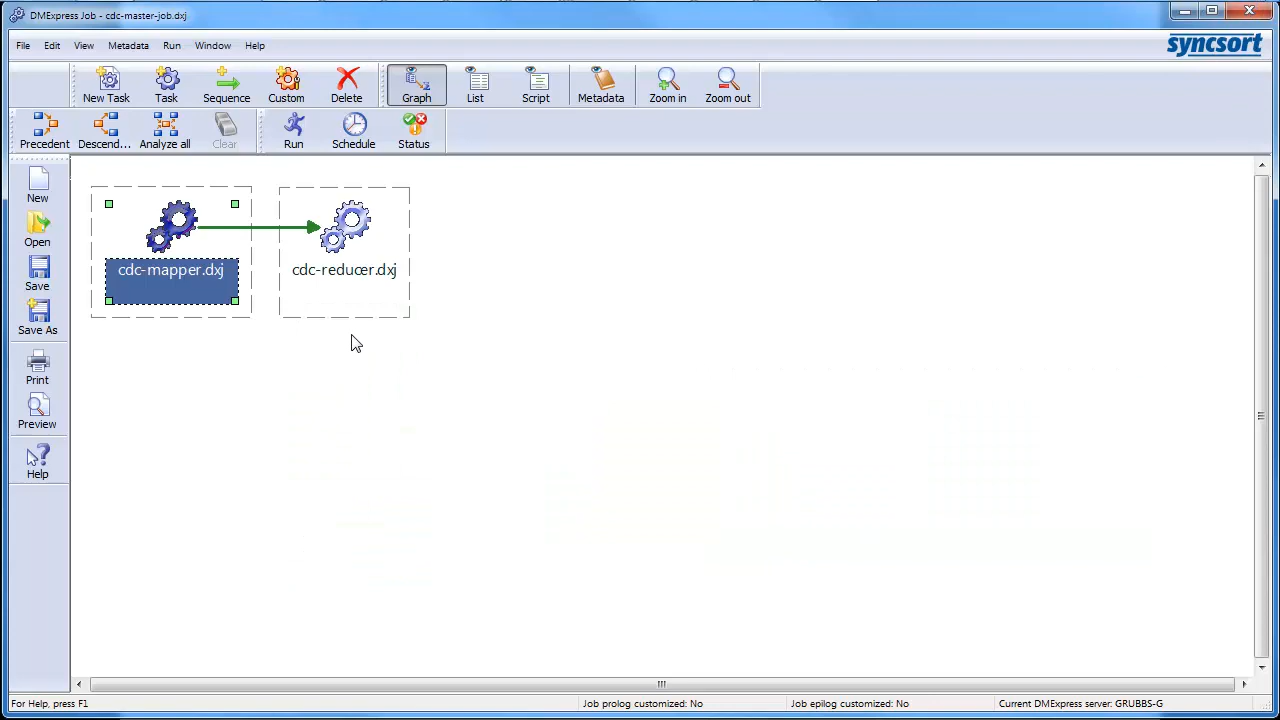 DMExpress Job - cdc-master-job.dxj
syncsort
File Edit View Metadata Run Window Help
New Task Task Sequence Custom Delete Graph List Script Metadata Zoom in Zoom out
Precedent Descend... Analyze all Clear Run Schedule Status
New
Open
Save
Save As
Print
Preview
Help
cdc-mapper.dxj cdc-reducer.dxj
For Help, press F1 Job prolog customized: No Job epilog customized: No Current DMExpress server: GRUBBS-G